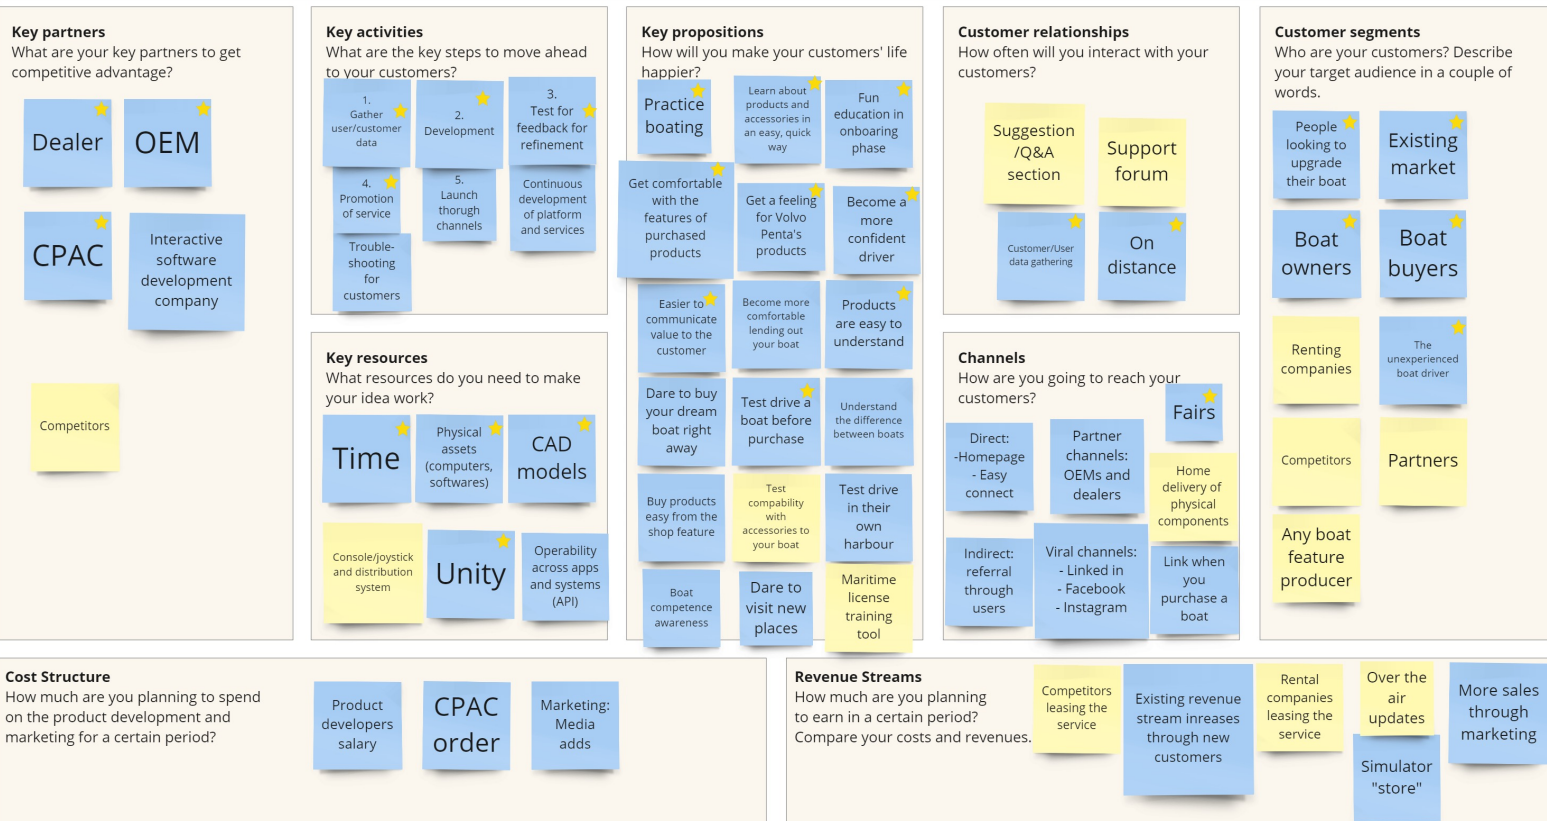 Key partners
What are your key partners to get
competitive advantage?
Dealer
OEM
CPAC
Interactive
software
development
company
Competitors
Key activities
What are the key steps to move ahead
to your customers?
1.
Gather
user/customer
data
2.
Development
3.
Test for
feedback for
refinement
4.
Promotion
of service
5.
Launch
thorugh
channels
Continuous
development
of platform
and services
Trouble-
shooting
for
customers
Key resources
What resources do you need to make
your idea work?
Time
Physical
assets
(computers,
softwares)
CAD
models
Console/joystick
and distribution
system
Unity
Operability
across apps
and systems
(API)
Key propositions
How will you make your customers' life
happier?
Practice
boating
Learn about
products and
accessories in
an easy, quick
way
Fun
education in
onboaring
phase
Get comfortable
with the
features of
purchased
products
Get a feeling
for Volvo
Penta's
products
Become a
more
confident
driver
Easier to
communicate
value to the
customer
Become more
comfortable
lending out
your boat
Products
are easy to
understand
Dare to buy
your dream
boat right
away
Test drive a
boat before
purchase
Understand
the difference
between boats
Buy products
easy from the
shop feature
Test
compability
with
accessories to
your boat
Test drive
in their
own
harbour
Boat
competence
awareness
Dare to
visit new
places
Maritime
license
training
tool
Customer relationships
How often will you interact with your
customers?
Suggestion
/Q&A
section
Support
forum
Customer/User
data gathering
On
distance
Channels
How are you going to reach your
customers?
Fairs
Direct:
-Homepage
- Easy
connect
Partner
channels:
OEMs and
dealers
Home
delivery of
physical
components
Indirect:
referral
through
users
Viral channels:
- Linked in
- Facebook
- Instagram
Link when
you
purchase a
boat
Customer segments
Who are your customers? Describe
your target audience in a couple of
words.
People
looking to
upgrade
their boat
Existing
market
Boat
owners
Boat
buyers
Renting
companies
The
unexperienced
boat driver
Competitors
Partners
Any boat
feature
producer
Cost Structure
How much are you planning to spend
on the product development and
marketing for a certain period?
Product
developers
salary
CPAC
order
Marketing:
Media
adds
Revenue Streams
How much are you planning
to earn in a certain period?
Compare your costs and revenues.
Competitors
leasing the
service
Existing revenue
stream inreases
through new
customers
Rental
companies
leasing the
service
Over the
air
updates
Simulator
"store"
More sales
through
marketing